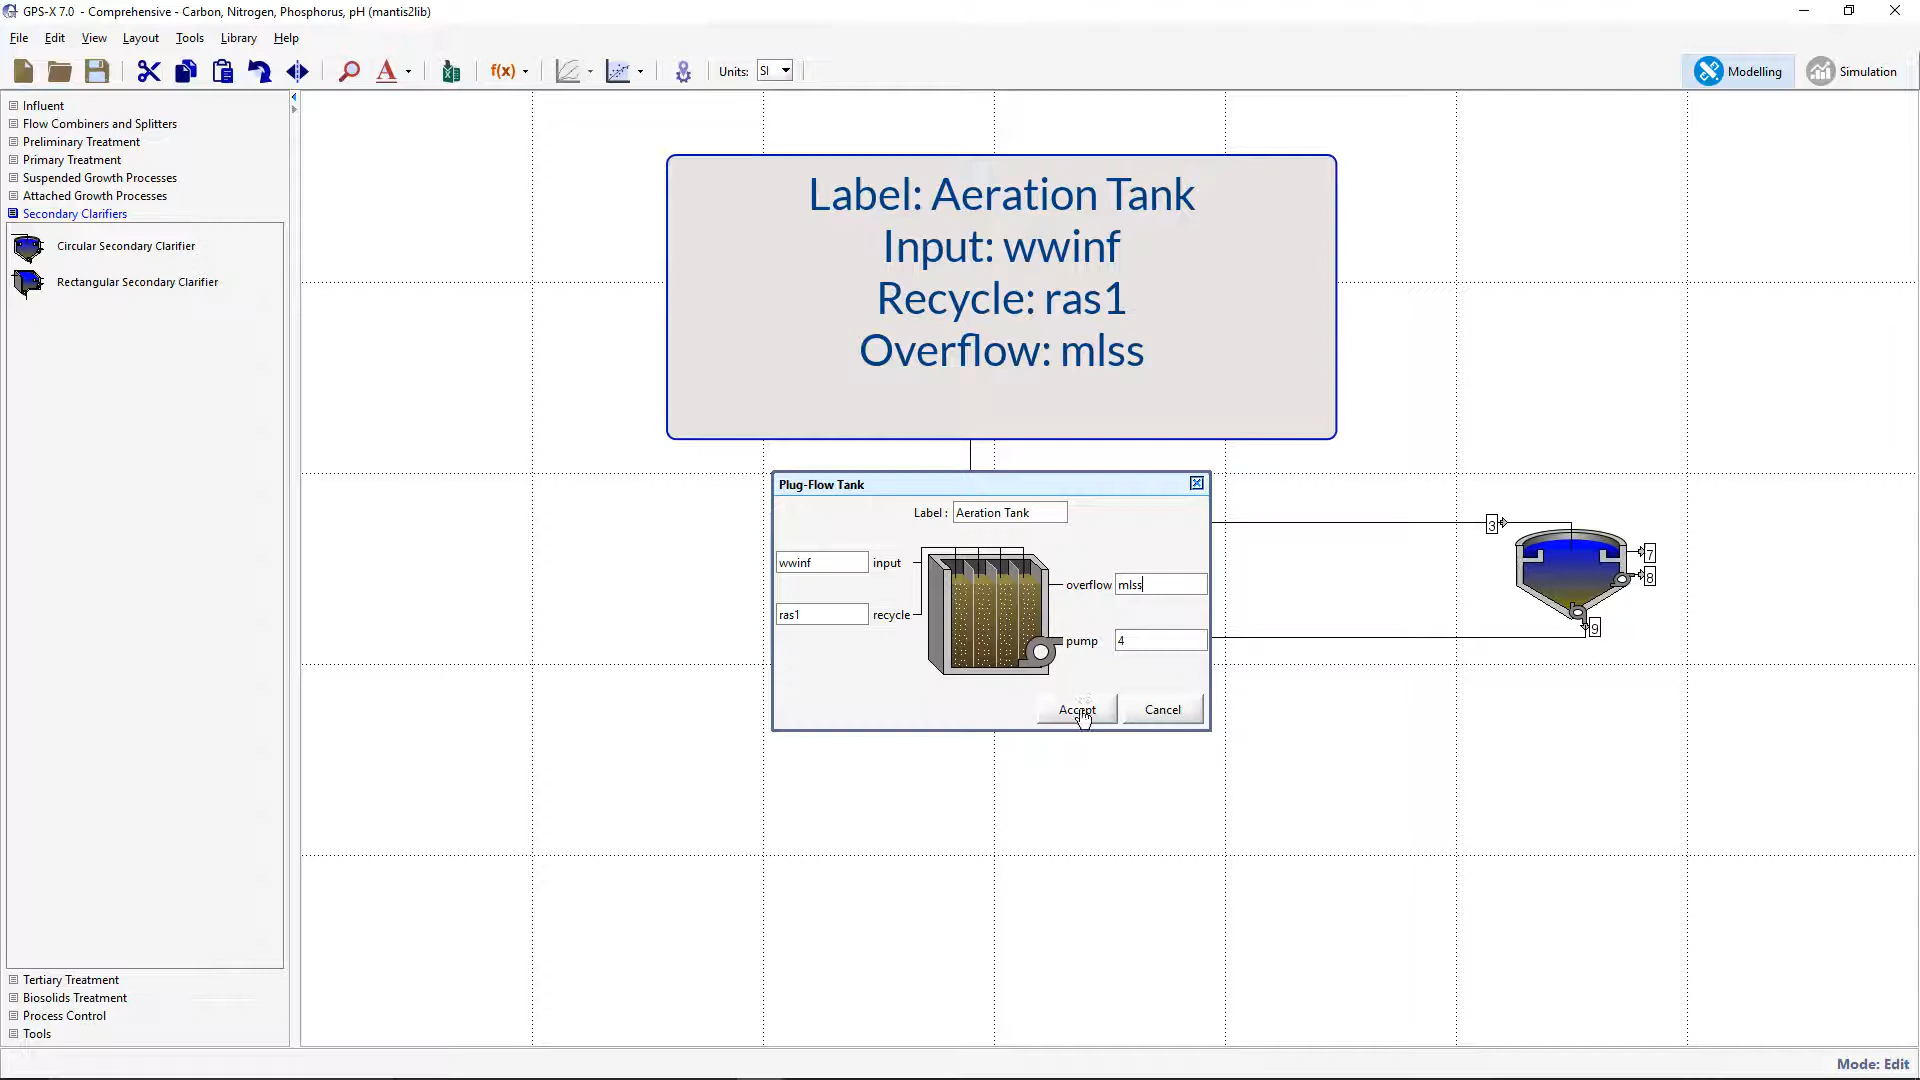 GPS-X 7.0 - Comprehensive - Carbon, Nitrogen, Phosphorus, pH (mantis2lib)
File Edit View Layout Tools Library Help
A f(x) Units: SI Modelling Simulation
Influent
Flow Combiners and Splitters
Preliminary Treatment
Primary Treatment
Suspended Growth Processes
Attached Growth Processes
Secondary Clarifiers
Circular Secondary Clarifier
Rectangular Secondary Clarifier
Tertiary Treatment
Biosolids Treatment
Process Control
Tools
Label: Aeration Tank
Input: wwinf
Recycle: ras1
Overflow: mlss
Plug-Flow Tank
Label : Aeration Tank
wwinf input
overflow mlss
ras1 recycle
pump 4
Accept Cancel
3
7
8
9
Mode: Edit